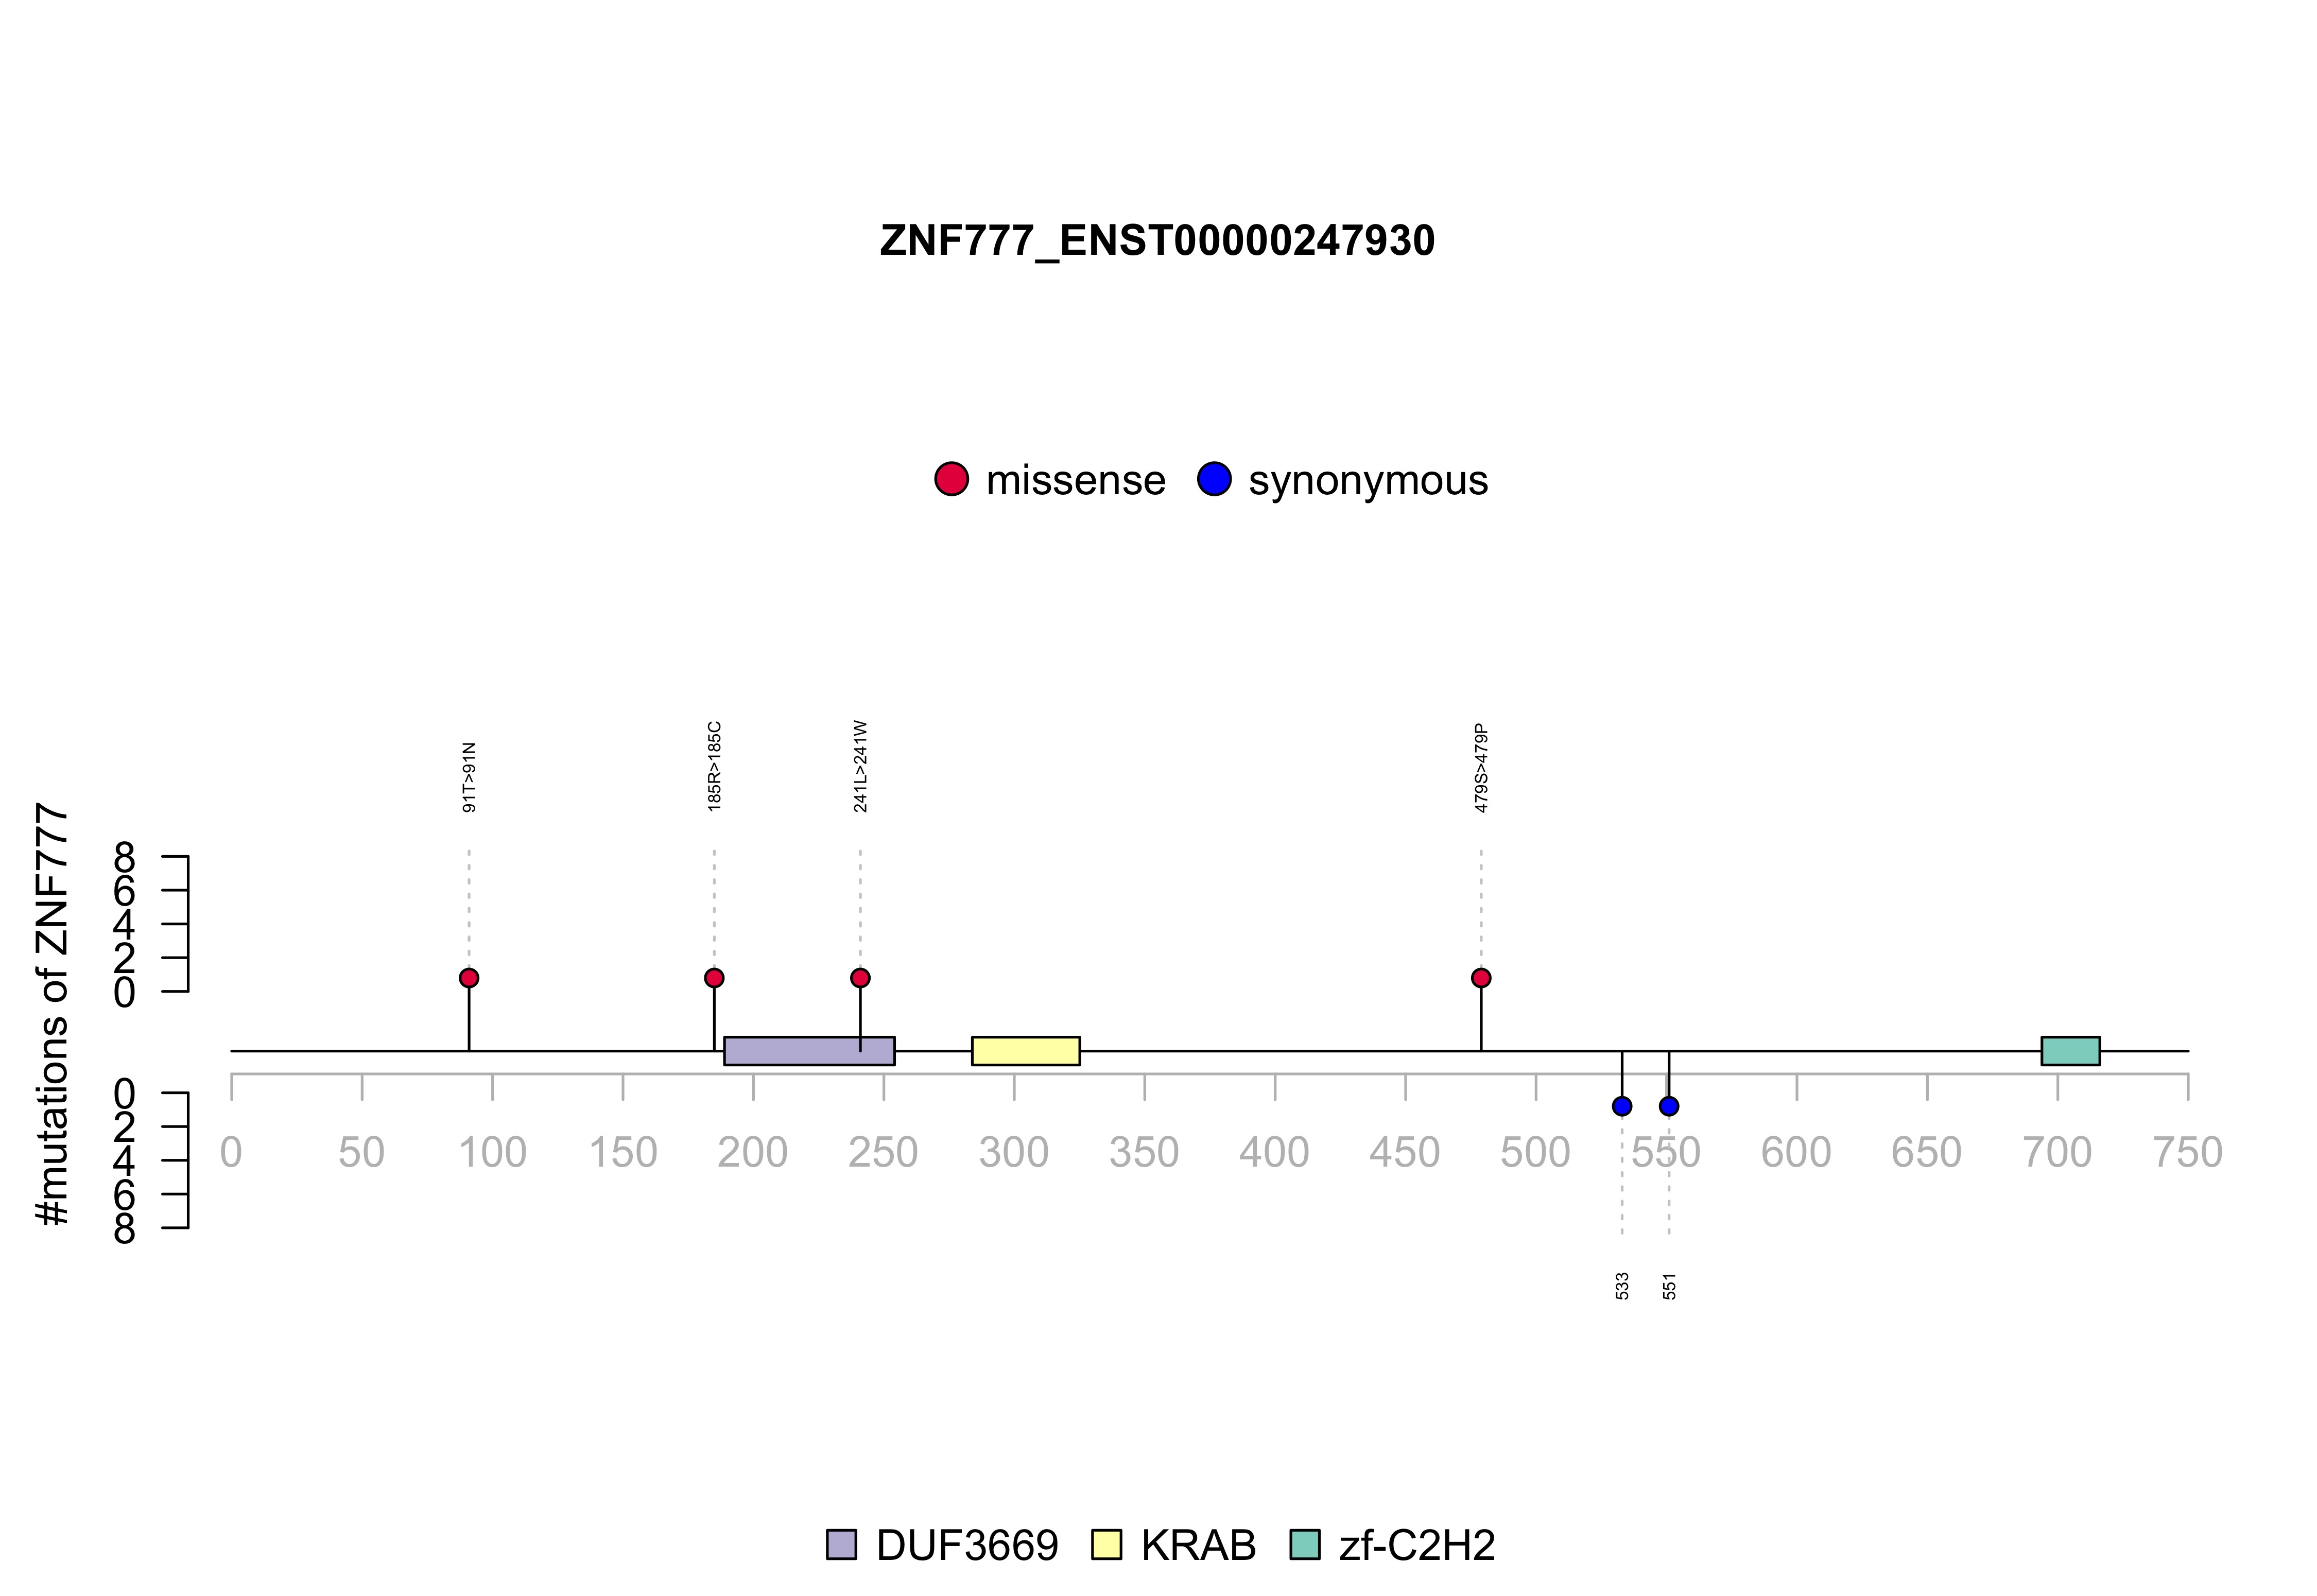 ZNF777_ENST00000247930
missense synonymous
91T>91N
185R>185C
241L>241W
479S>479P
#mutations of ZNF777
8
6
4
2
0
0
2
4
6
8
0 50 100 150 200 250 300 350 400 450 500 550 600 650 700 750
533
551
DUF3669 KRAB zf-C2H2